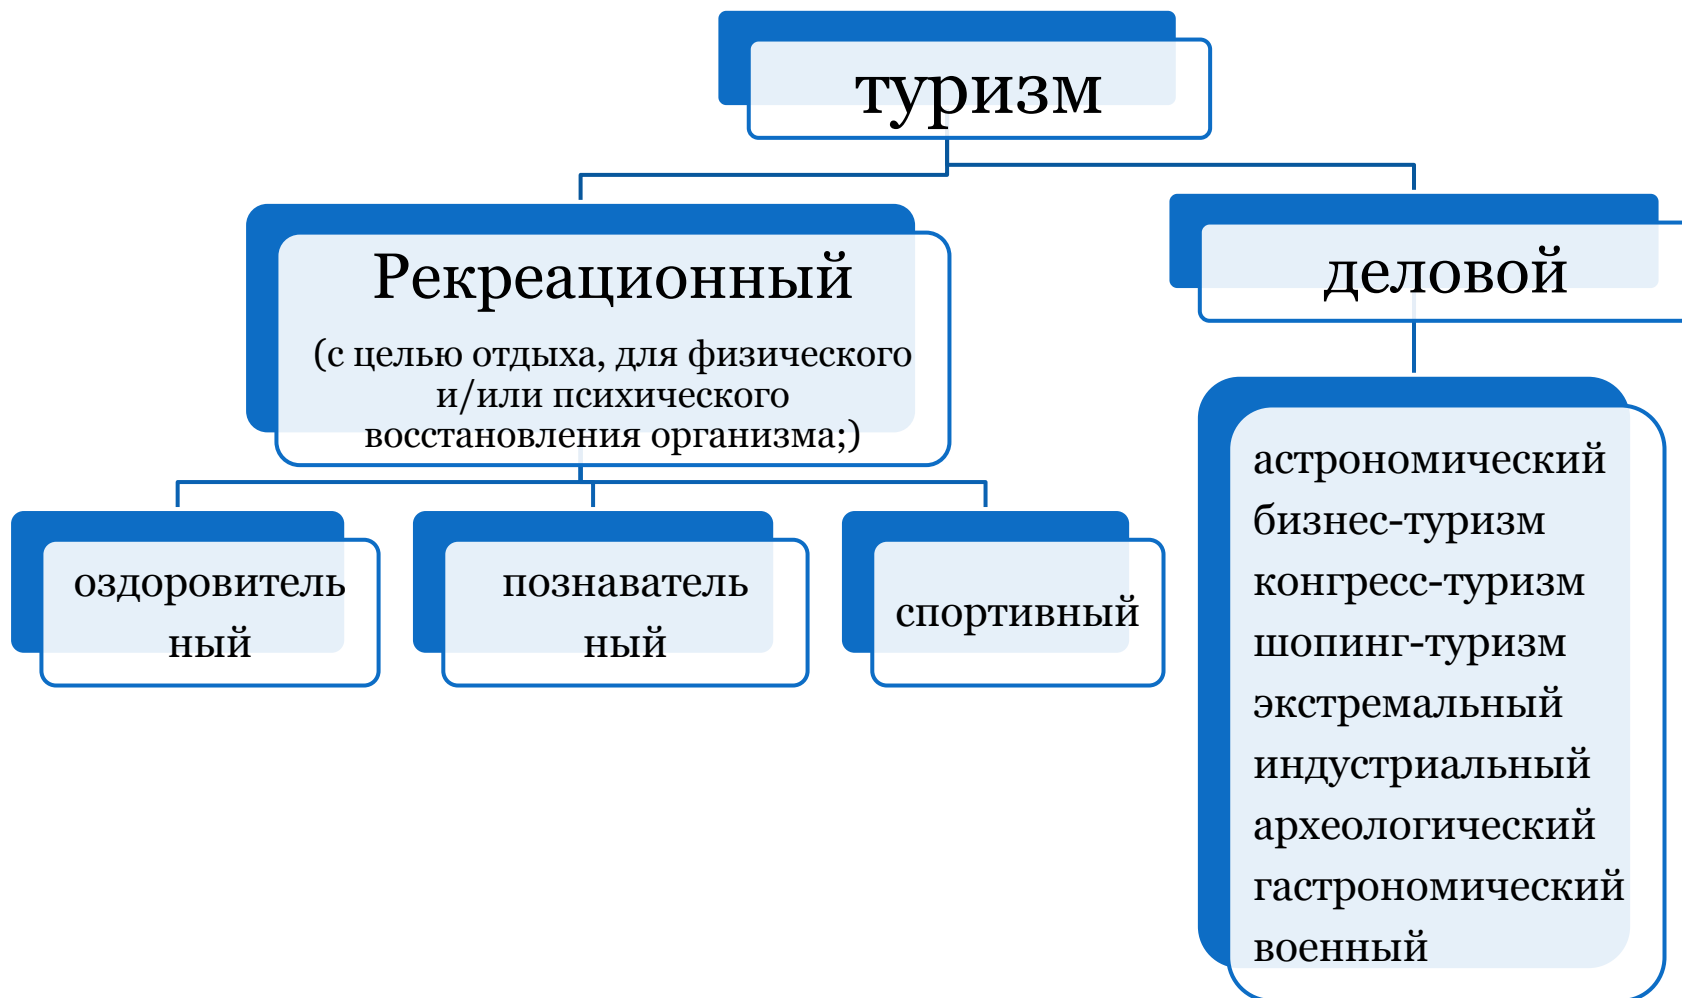 туризм
Рекреационный
(с целью отдыха, для физического
и/или психического
восстановления организма;)
деловой
оздоровитель
ный
познаватель
ный
спортивный
астрономический
бизнес-туризм
конгресс-туризм
шопинг-туризм
экстремальный
индустриальный
археологический
гастрономический
военный